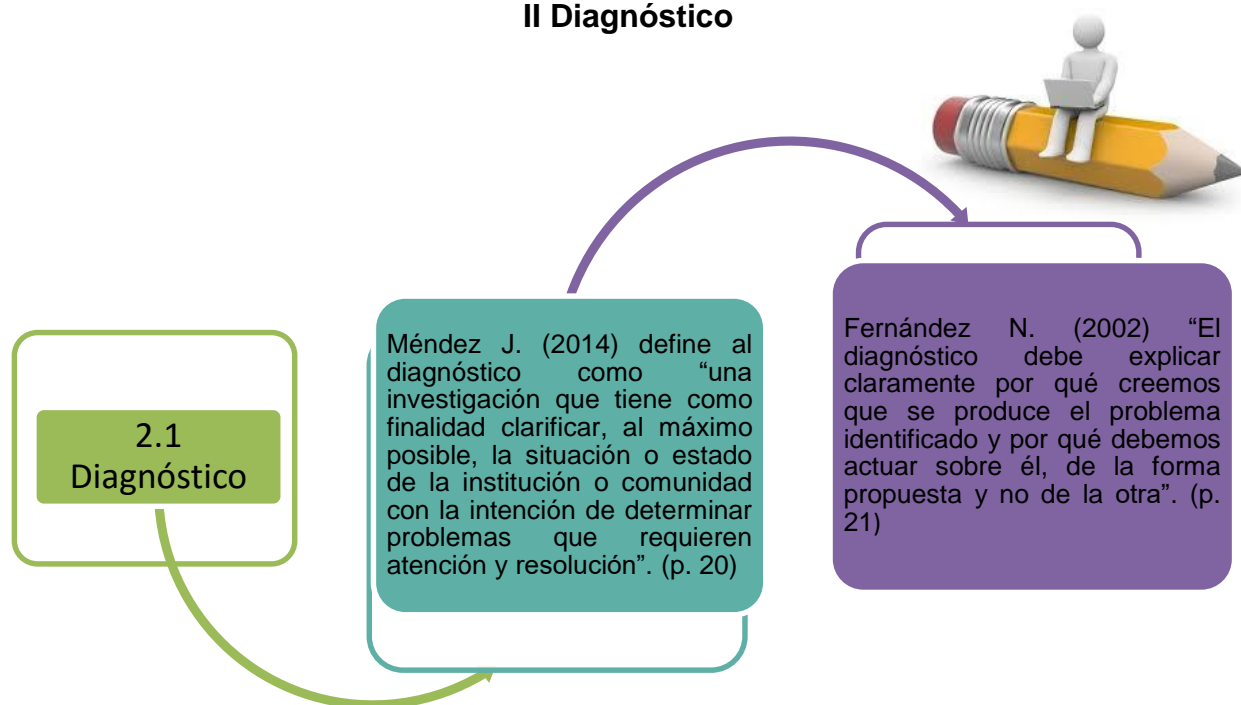 II Diagnóstico
2.1
Diagnóstico
Méndez J. (2014) define al
diagnóstico como “una
investigación que tiene como
finalidad clarificar, al máximo
posible, la situación o estado
de la institución o comunidad
con la intención de determinar
problemas que requieren
atención y resolución”. (p. 20)
Fernández N. (2002) “El
diagnóstico debe explicar
claramente por qué creemos
que se produce el problema
identificado y por qué debemos
actuar sobre él, de la forma
propuesta y no de la otra”. (p.
21)